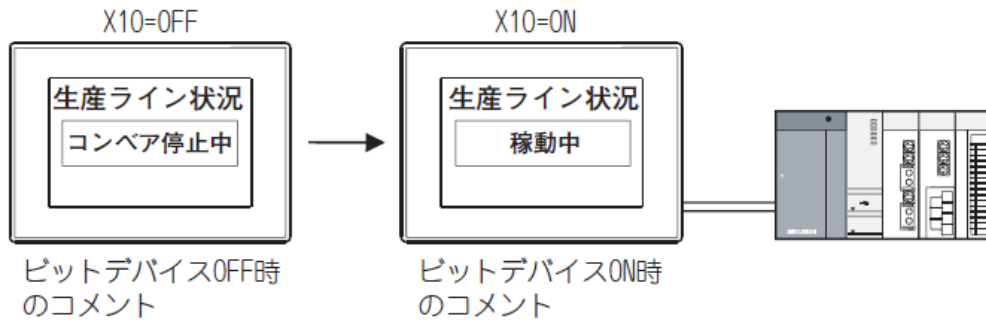 X10=OFF
生産ライン状況
コンベア停止中
ビットデバイスOFF時
のコメント
X10=ON
生産ライン状況
稼動中
ビットデバイスON時
のコメント